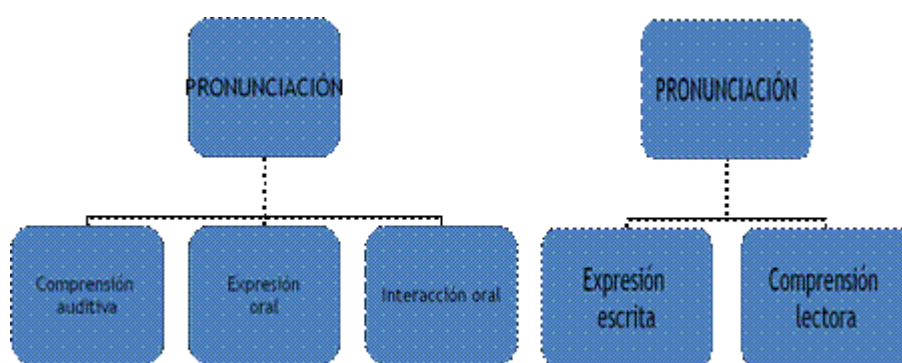 PRONUNCIACIÓN
Comprensión
auditiva
Expresión
oral
Interacción oral
PRONUNCIACIÓN
Expresión
escrita
Comprensión
lectora